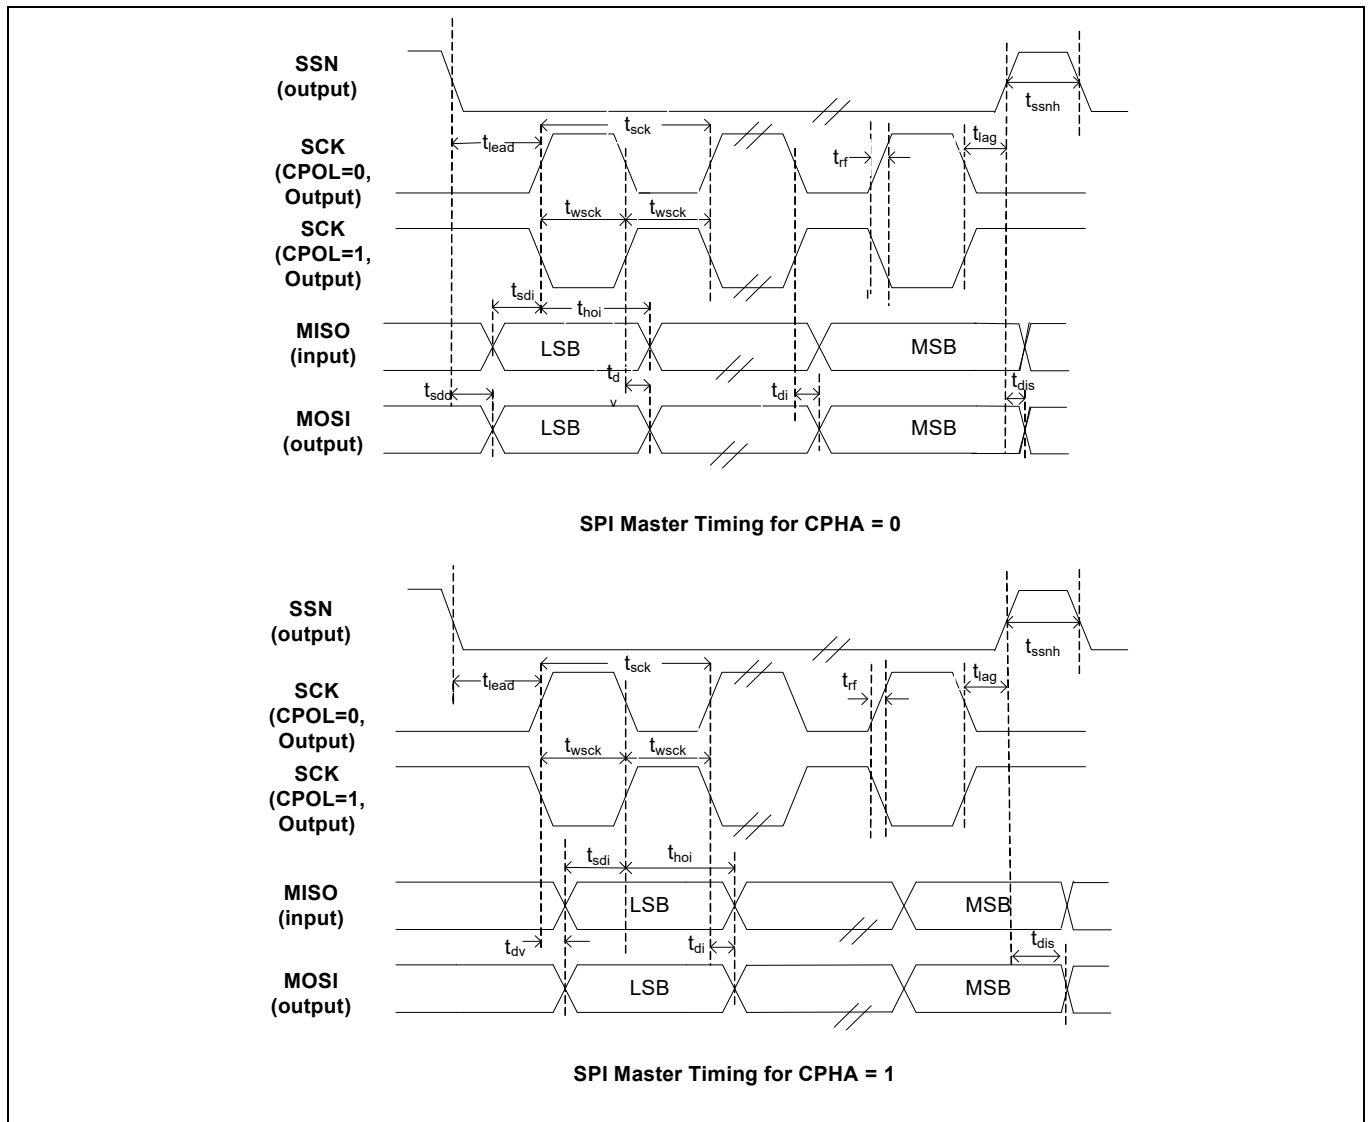 SSN
(output)
t_ssnh
t_sck
t_lead
t_rf
t_lag
SCK
(CPOL=0,
Output)
t_wsck
t_wsck
SCK
(CPOL=1,
Output)
t_sdi
t_hoi
MISO
(input)
LSB
MSB
t_sdd
t_d
v
t_di
t_dis
MOSI
(output)
LSB
MSB
SPI Master Timing for CPHA = 0
SSN
(output)
t_ssnh
t_sck
t_lead
t_rf
t_lag
SCK
(CPOL=0,
Output)
t_wsck
t_wsck
SCK
(CPOL=1,
Output)
t_sdi
t_hoi
MISO
(input)
LSB
MSB
t_dv
t_di
t_dis
MOSI
(output)
LSB
MSB
SPI Master Timing for CPHA = 1